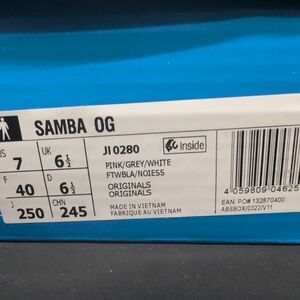 SAMBA OG
US 7 UK 6½
F 40 D 6½
J 250 CHN 245
JI0280
Inside
PINK/GREY/WHITE
FTWBLA/NOIESS
ORIGINALS
ORIGINALS
MADE IN VIETNAM
FABRIQUÉ AU VIETNAM
4 059809 04625
EAN PO# 132870400
ABSBOX/0322/V11